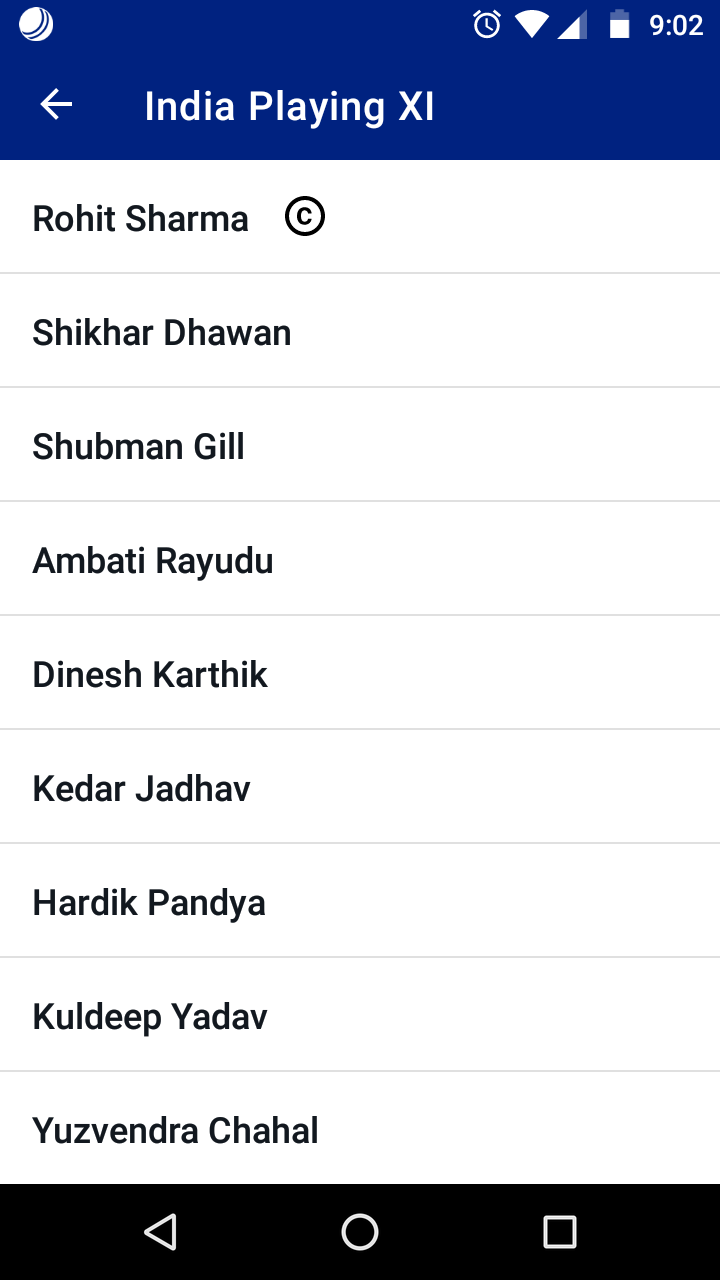 9:02
India Playing XI
Rohit Sharma C
Shikhar Dhawan
Shubman Gill
Ambati Rayudu
Dinesh Karthik
Kedar Jadhav
Hardik Pandya
Kuldeep Yadav
Yuzvendra Chahal